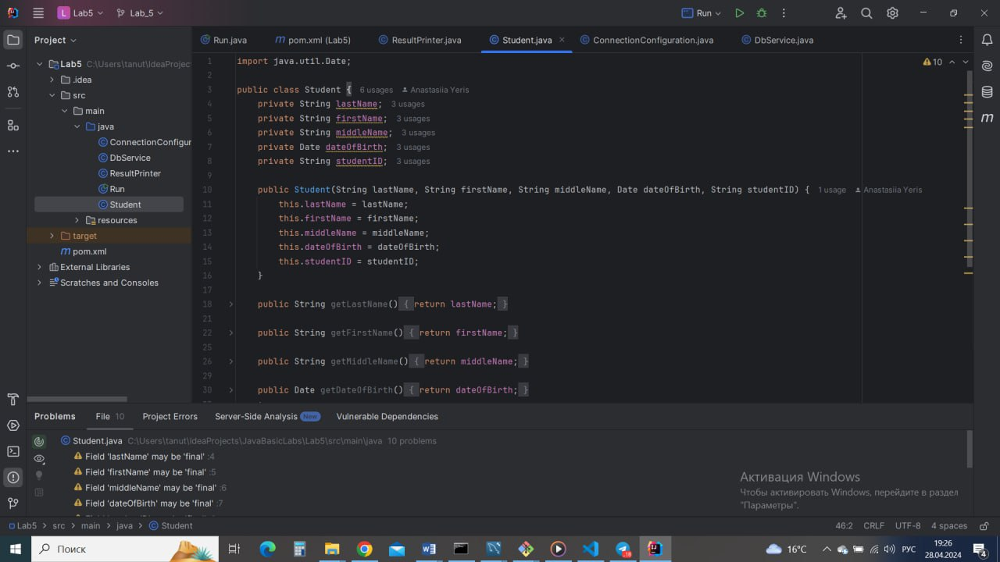 L Lab5 Lab_5 Run
Project
Run.java pom.xml (Lab5) ResultPrinter.java Student.java ConnectionConfiguration.java DbService.java
Lab5 C:\Users\tanut\IdeaProjec
.idea
src
main
java
ConnectionConfigur
DbService
ResultPrinter
Run
Student
resources
target
pom.xml
External Libraries
Scratches and Consoles
10
1 import java.util.Date;
2
3 public class Student { 6 usages Anastasiia Yeris
4 private String lastName; 3 usages
5 private String firstName; 3 usages
6 private String middleName; 3 usages
7 private Date dateOfBirth; 3 usages
8 private String studentID; 3 usages
9
10 public Student(String lastName, String firstName, String middleName, Date dateOfBirth, String studentID) { 1 usage Anastasiia Yeris
11 this.lastName = lastName;
12 this.firstName = firstName;
13 this.middleName = middleName;
14 this.dateOfBirth = dateOfBirth;
15 this.studentID = studentID;
16 }
17
18 public String getLastName() { return lastName; }
21
22 public String getFirstName() { return firstName; }
25
26 public String getMiddleName() { return middleName; }
29
30 public Date getDateOfBirth() { return dateOfBirth; }
Problems File 10 Project Errors Server-Side Analysis New Vulnerable Dependencies
Student.java C:\Users\tanut\IdeaProjects\JavaBasicLabs\Lab5\src\main\java 10 problems
Field 'lastName' may be 'final' :4
Field 'firstName' may be 'final' :5
Field 'middleName' may be 'final' :6
Field 'dateOfBirth' may be 'final' :7
Активация Windows
Чтобы активировать Windows, перейдите в раздел
"Параметры".
Lab5 > src > main > java > Student
46:2 CRLF UTF-8 4 spaces
Поиск
16°C
РУС
19:26
28.04.2024
4